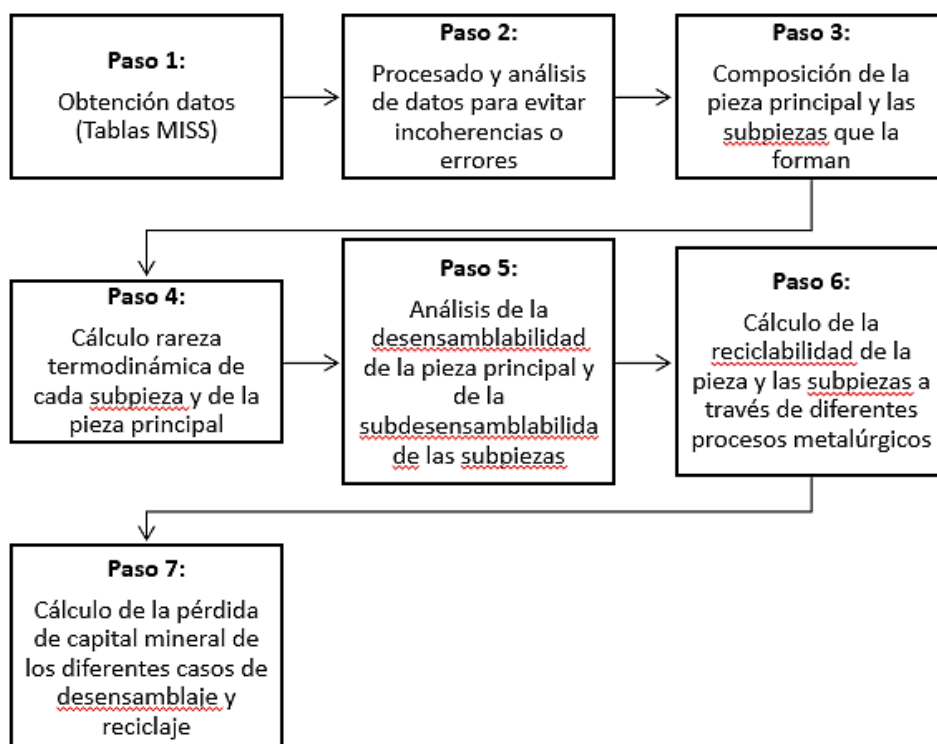 Paso 1:
Obtención datos
(Tablas MISS)
Paso 2:
Procesado y análisis
de datos para evitar
incoherencias o
errores
Paso 3:
Composición de la
pieza principal y las
subpiezas que la
forman
Paso 4:
Cálculo rareza
termodinámica de
cada subpieza y de la
pieza principal
Paso 5:
Análisis de la
desensamblabilidad
de la pieza principal y
de la
subdesensamblabilida
de las subpiezas
Paso 6:
Cálculo de la
reciclabilidad de la
pieza y las subpiezas a
través de diferentes
procesos metalúrgicos
Paso 7:
Cálculo de la pérdida
de capital mineral de
los diferentes casos de
desensamblaje y
reciclaje